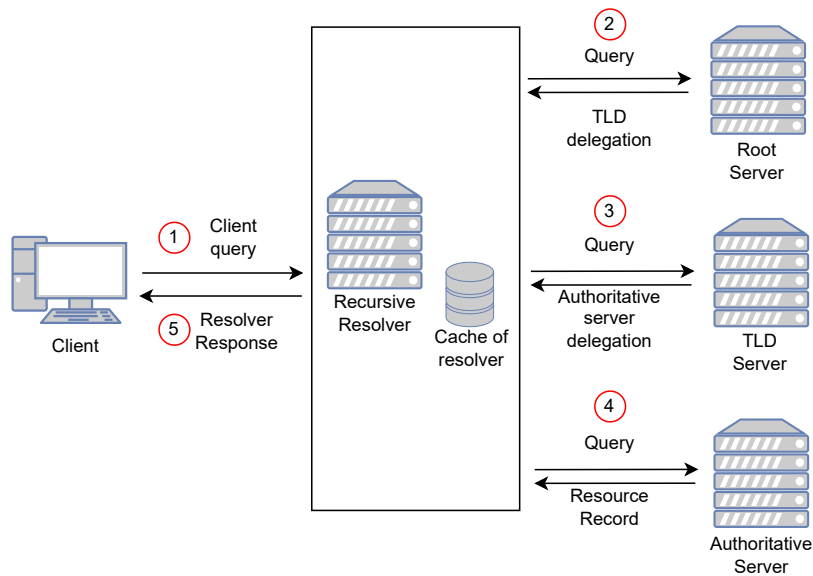 1
Client
query
5
Resolver
Response
Client
Recursive
Resolver
Cache of
resolver
2
Query
TLD
delegation
Root
Server
3
Query
Authoritative
server
delegation
TLD
Server
4
Query
Resource
Record
Authoritative
Server